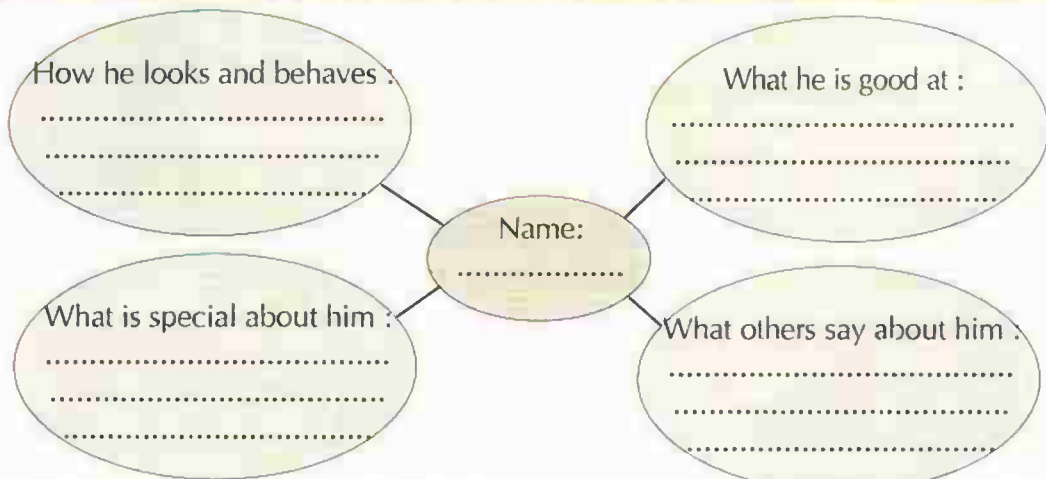 How he looks and behaves :
..........................................
..........................................
......................................
What he is good at :
..........................................
.........................................
.....................................
Name:
....................
What is special about him :
..........................................
.........................................
......................................
What others say about him :
..........................................
.........................................
.....................................